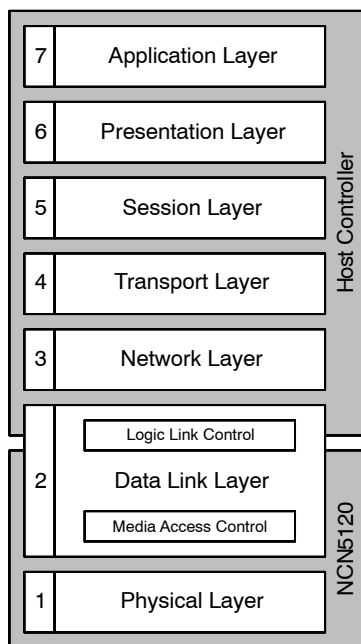 7 Application Layer
6 Presentation Layer
5 Session Layer
4 Transport Layer
3 Network Layer
Host Controller
Logic Link Control
2 Data Link Layer
Media Access Control
1 Physical Layer
NCN5120